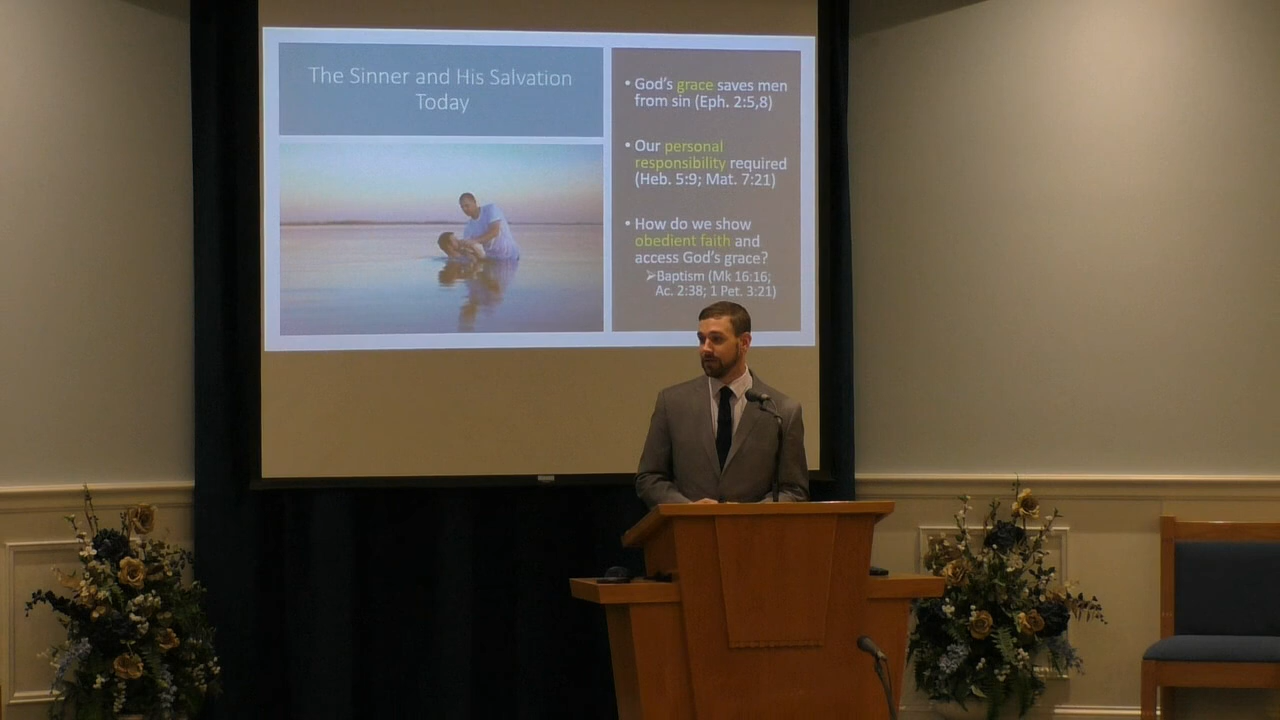 The Sinner and His Salvation
Today
• God's grace saves men
from sin (Eph. 2:5,8)
• Our personal
responsibility required
(Heb. 5:9; Mat. 7:21)
• How do we show
obedient faith and
access God's grace?
➢Baptism (Mk 16:16;
Ac. 2:38; 1 Pet. 3:21)